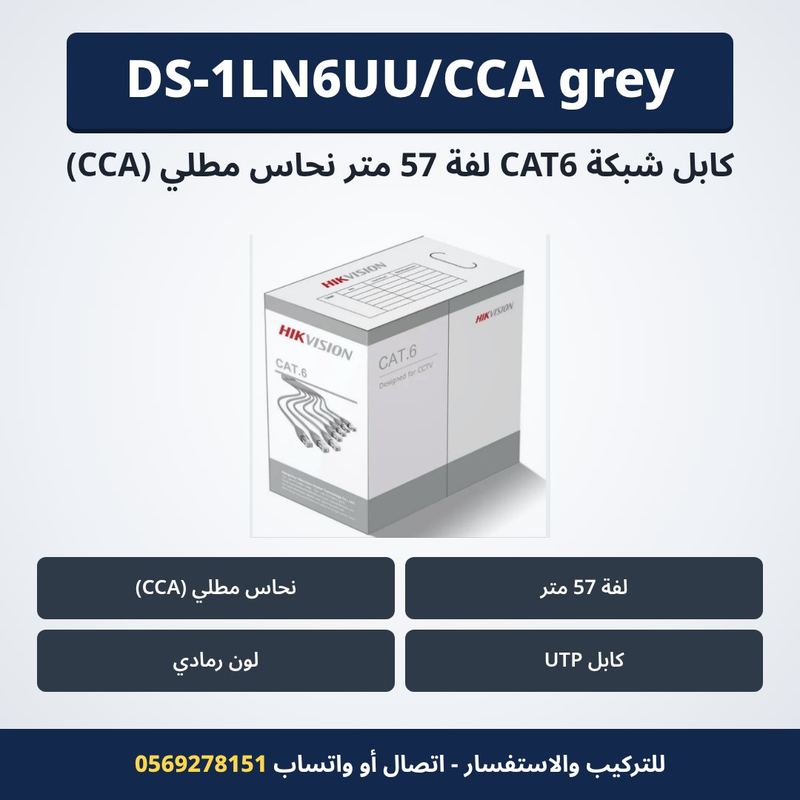 DS-1LN6UU/CCA grey
كابل شبكة CAT6 لفة 57 متر نحاس مطلي (CCA)
HIKVISION
HIKVISION
CAT.6
CAT.6
Designed for CCTV
HIKVISION
لفة 57 متر
نحاس مطلي (CCA)
كابل UTP
لون رمادي
للتركيب والاستفسار - اتصال أو واتساب 0569278151